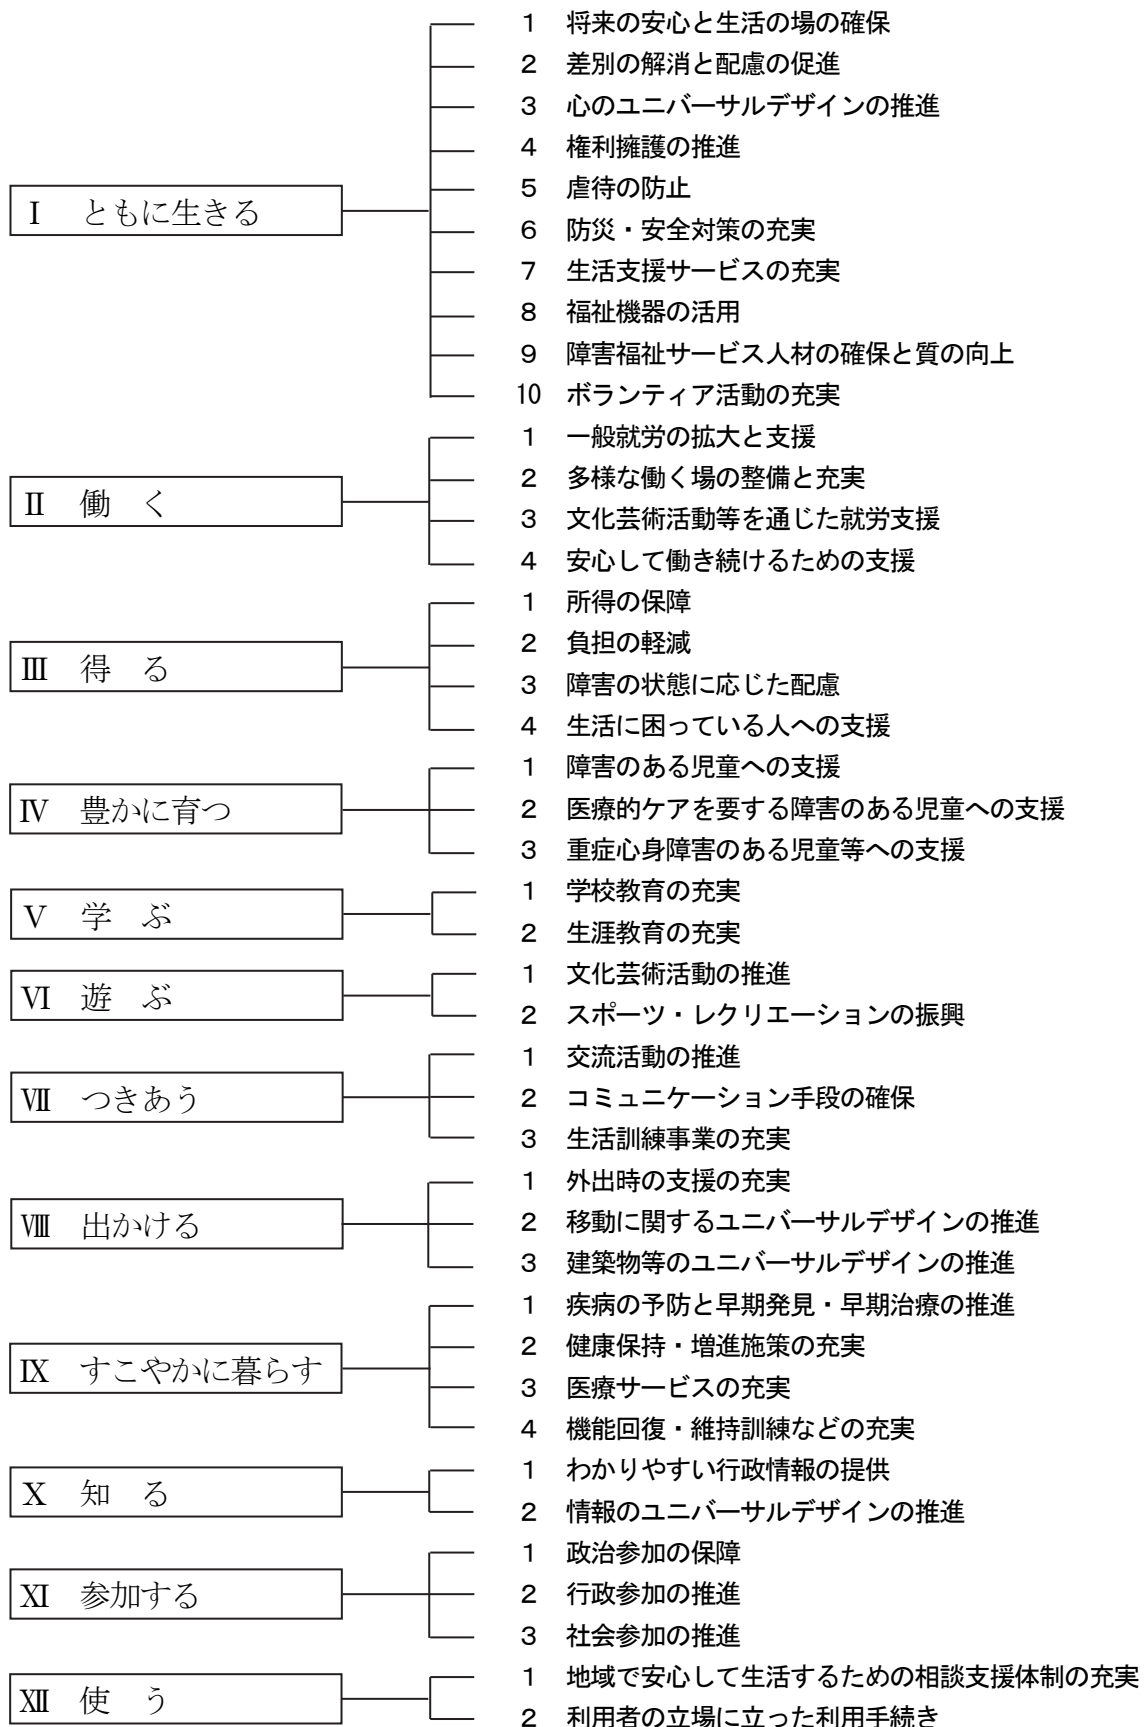 Ⅰ ともに生きる
1 将来の安心と生活の場の確保
2 差別の解消と配慮の促進
3 心のユニバーサルデザインの推進
4 権利擁護の推進
5 虐待の防止
6 防災・安全対策の充実
7 生活支援サービスの充実
8 福祉機器の活用
9 障害福祉サービス人材の確保と質の向上
10 ボランティア活動の充実
Ⅱ 働 く
1 一般就労の拡大と支援
2 多様な働く場の整備と充実
3 文化芸術活動等を通じた就労支援
4 安心して働き続けるための支援
Ⅲ 得 る
1 所得の保障
2 負担の軽減
3 障害の状態に応じた配慮
4 生活に困っている人への支援
Ⅳ 豊かに育つ
1 障害のある児童への支援
2 医療的ケアを要する障害のある児童への支援
3 重症心身障害のある児童等への支援
Ⅴ 学 ぶ
1 学校教育の充実
2 生涯教育の充実
Ⅵ 遊 ぶ
1 文化芸術活動の推進
2 スポーツ・レクリエーションの振興
Ⅶ つきあう
1 交流活動の推進
2 コミュニケーション手段の確保
3 生活訓練事業の充実
Ⅷ 出かける
1 外出時の支援の充実
2 移動に関するユニバーサルデザインの推進
3 建築物等のユニバーサルデザインの推進
Ⅸ すこやかに暮らす
1 疾病の予防と早期発見・早期治療の推進
2 健康保持・増進施策の充実
3 医療サービスの充実
4 機能回復・維持訓練などの充実
Ⅹ 知 る
1 わかりやすい行政情報の提供
2 情報のユニバーサルデザインの推進
Ⅺ 参加する
1 政治参加の保障
2 行政参加の推進
3 社会参加の推進
Ⅻ 使 う
1 地域で安心して生活するための相談支援体制の充実
2 利用者の立場に立った利用手続き